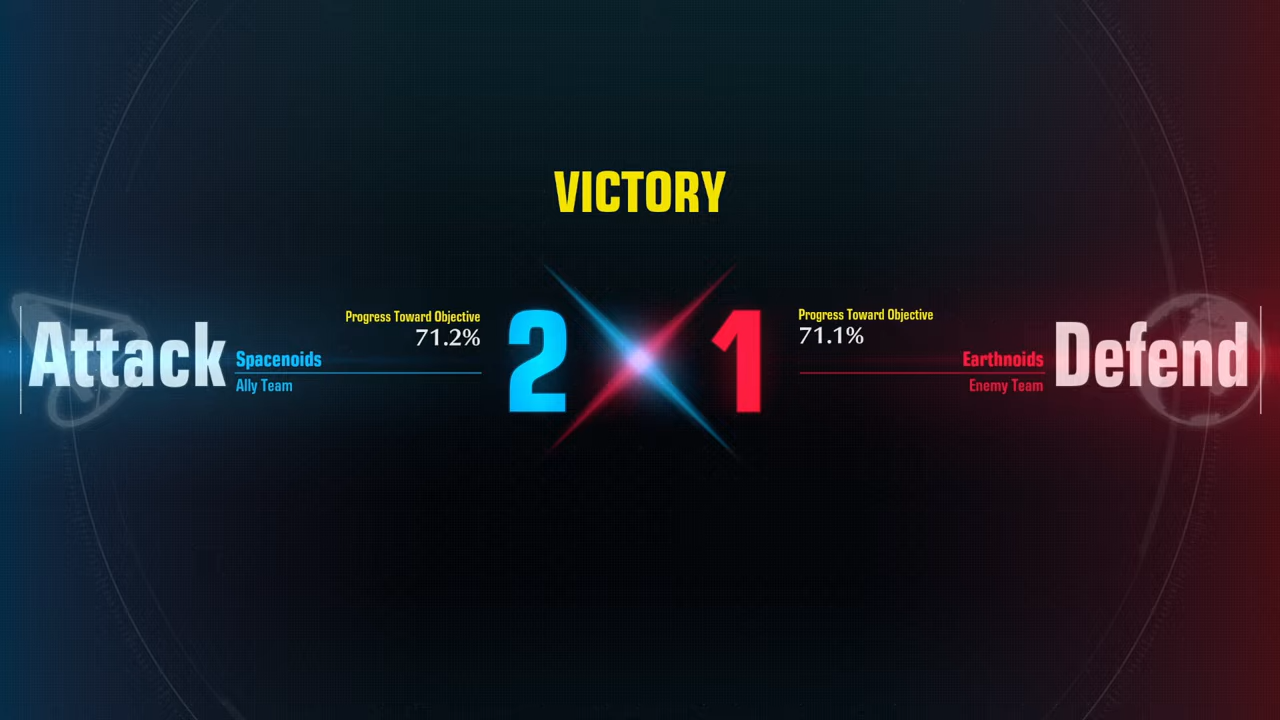 VICTORY
Attack
Spacenoids
Ally Team
Progress Toward Objective
71.2%
2
1
Progress Toward Objective
71.1%
Earthnoids
Enemy Team
Defend